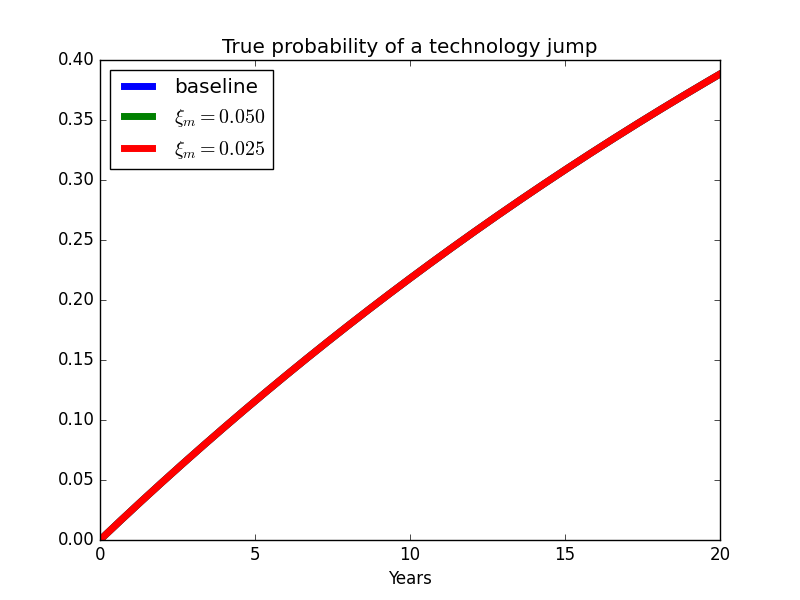 True probability of a technology jump
0.40
0.35
0.30
0.25
0.20
0.15
0.10
0.05
0.00
baseline
ξₘ = 0.050
ξₘ = 0.025
0 5 10 15 20
Years